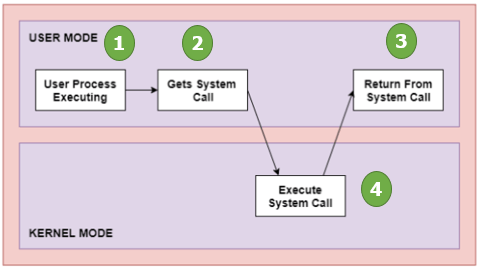 USER MODE
1
2
3
User Process
Executing
Gets System
Call
Return From
System Call
Execute
System Call
4
KERNEL MODE